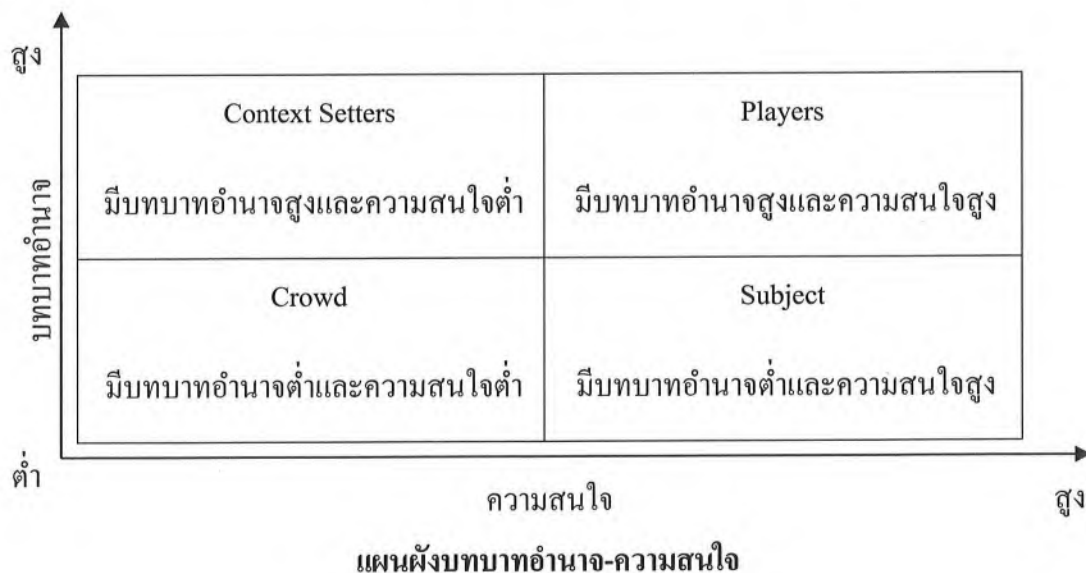 สูง
Context Setters
Players
มีบทบาทอำนาจสูงและความสนใจต่ำ
มีบทบาทอำนาจสูงและความสนใจสูง
บทบาทอำนาจ
Crowd
Subject
มีบทบาทอำนาจต่ำและความสนใจต่ำ
มีบทบาทอำนาจต่ำและความสนใจสูง
ต่ำ
ความสนใจ
สูง
แผนผังบทบาทอำนาจ-ความสนใจ